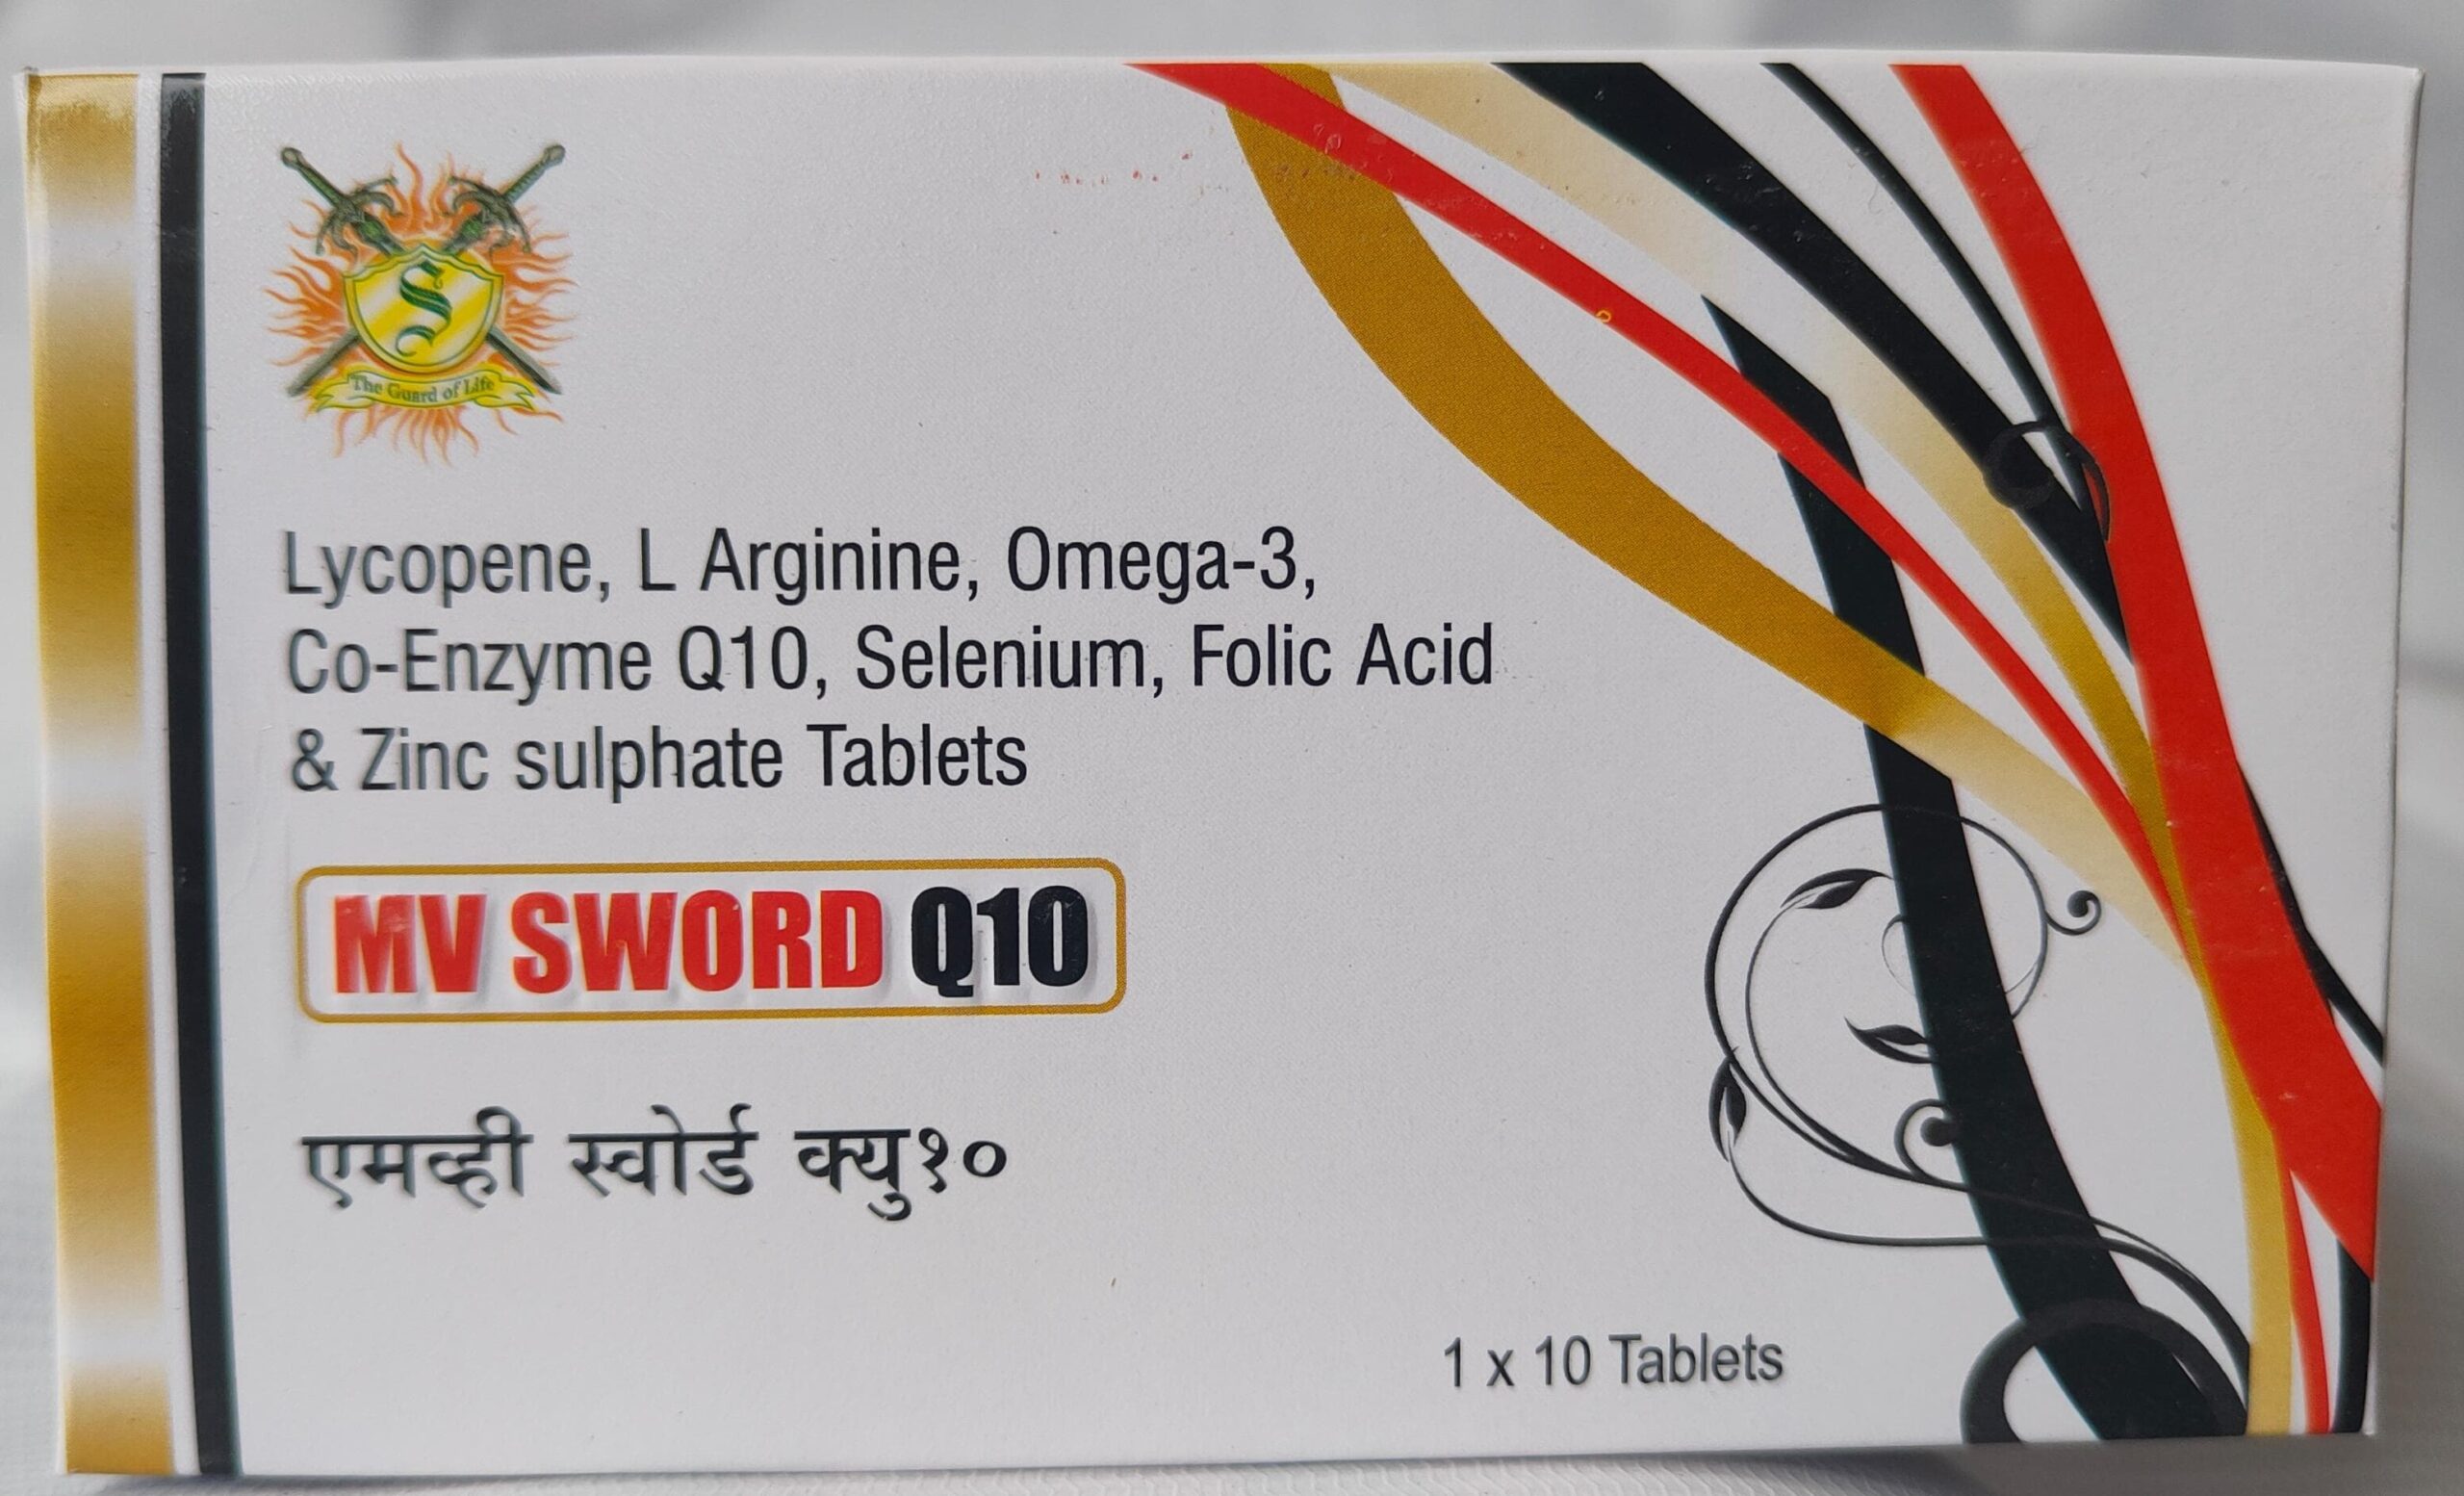 S
The Guard of Life
Lycopene, L Arginine, Omega-3,
Co-Enzyme Q10, Selenium, Folic Acid
& Zinc sulphate Tablets
MV SWORD Q10
एमव्ही स्वोर्ड क्यु१०
1 x 10 Tablets